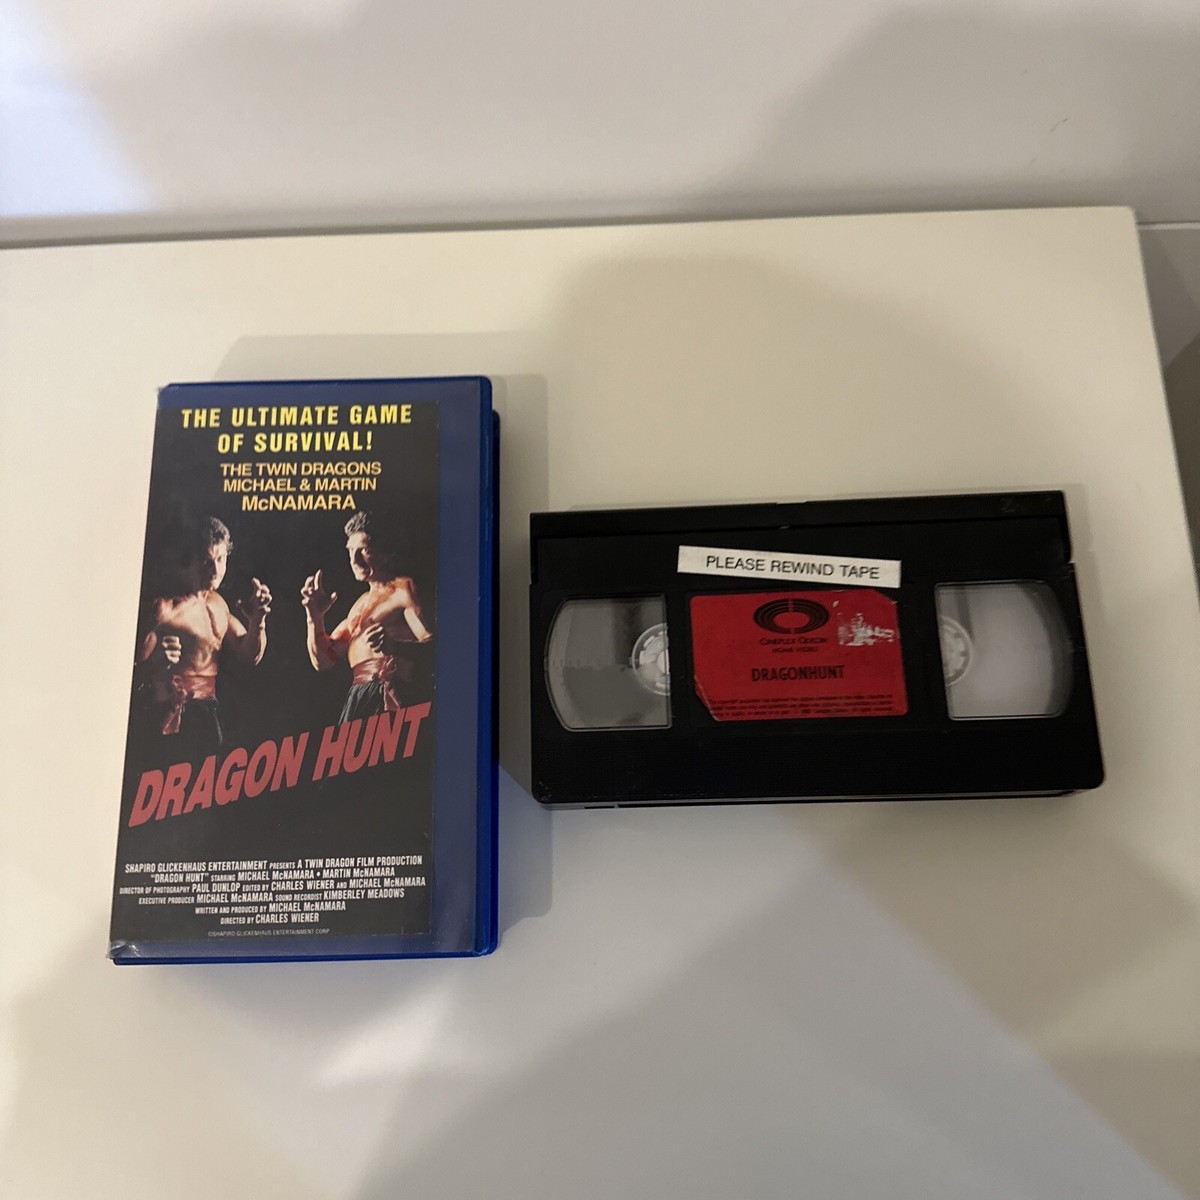 THE ULTIMATE GAME
OF SURVIVAL!
THE TWIN DRAGONS
MICHAEL & MARTIN
McNAMARA
DRAGON HUNT
SHAPIRO GLICKENHAUS ENTERTAINMENT PRESENTS A TWIN DRAGON FILM PRODUCTION
"DRAGON HUNT" STARRING MICHAEL McNAMARA • MARTIN McNAMARA
DIRECTOR OF PHOTOGRAPHY PAUL DUNLOP EDITED BY CHARLES WIENER AND MICHAEL McNAMARA
EXECUTIVE PRODUCER MICHAEL McNAMARA SOUND RECORDIST KIMBERLEY MEADOWS
WRITTEN AND PRODUCED BY MICHAEL McNAMARA
DIRECTED BY CHARLES WIENER
©SHAPIRO GLICKENHAUS ENTERTAINMENT CORP
PLEASE REWIND TAPE
CINEPLEX ODEON
HOME VIDEO
DRAGONHUNT